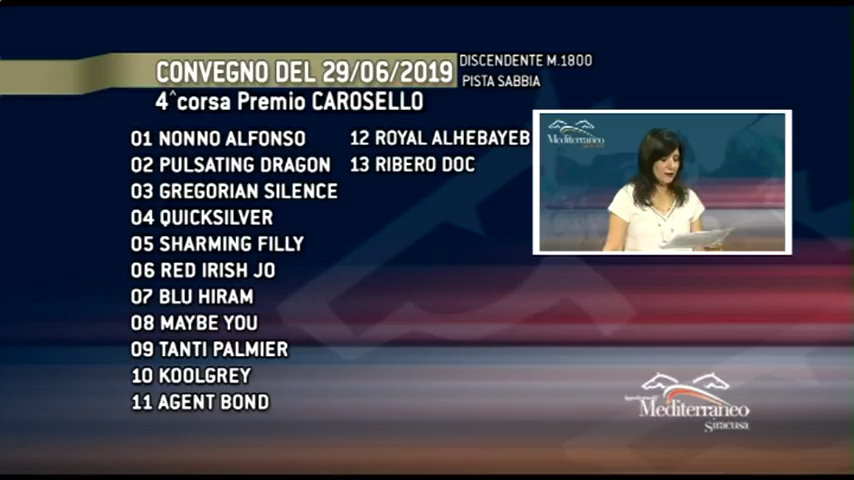 CONVEGNO DEL 29/06/2019
DISCENDENTE M.1800
PISTA SABBIA
4^corsa Premio CAROSELLO
01 NONNO ALFONSO
02 PULSATING DRAGON
03 GREGORIAN SILENCE
04 QUICKSILVER
05 SHARMING FILLY
06 RED IRISH JO
07 BLU HIRAM
08 MAYBE YOU
09 TANTI PALMIER
10 KOOLGREY
11 AGENT BOND
12 ROYAL ALHEBAYEB
13 RIBERO DOC
Mediterraneo
Mediterraneo
Siracusa